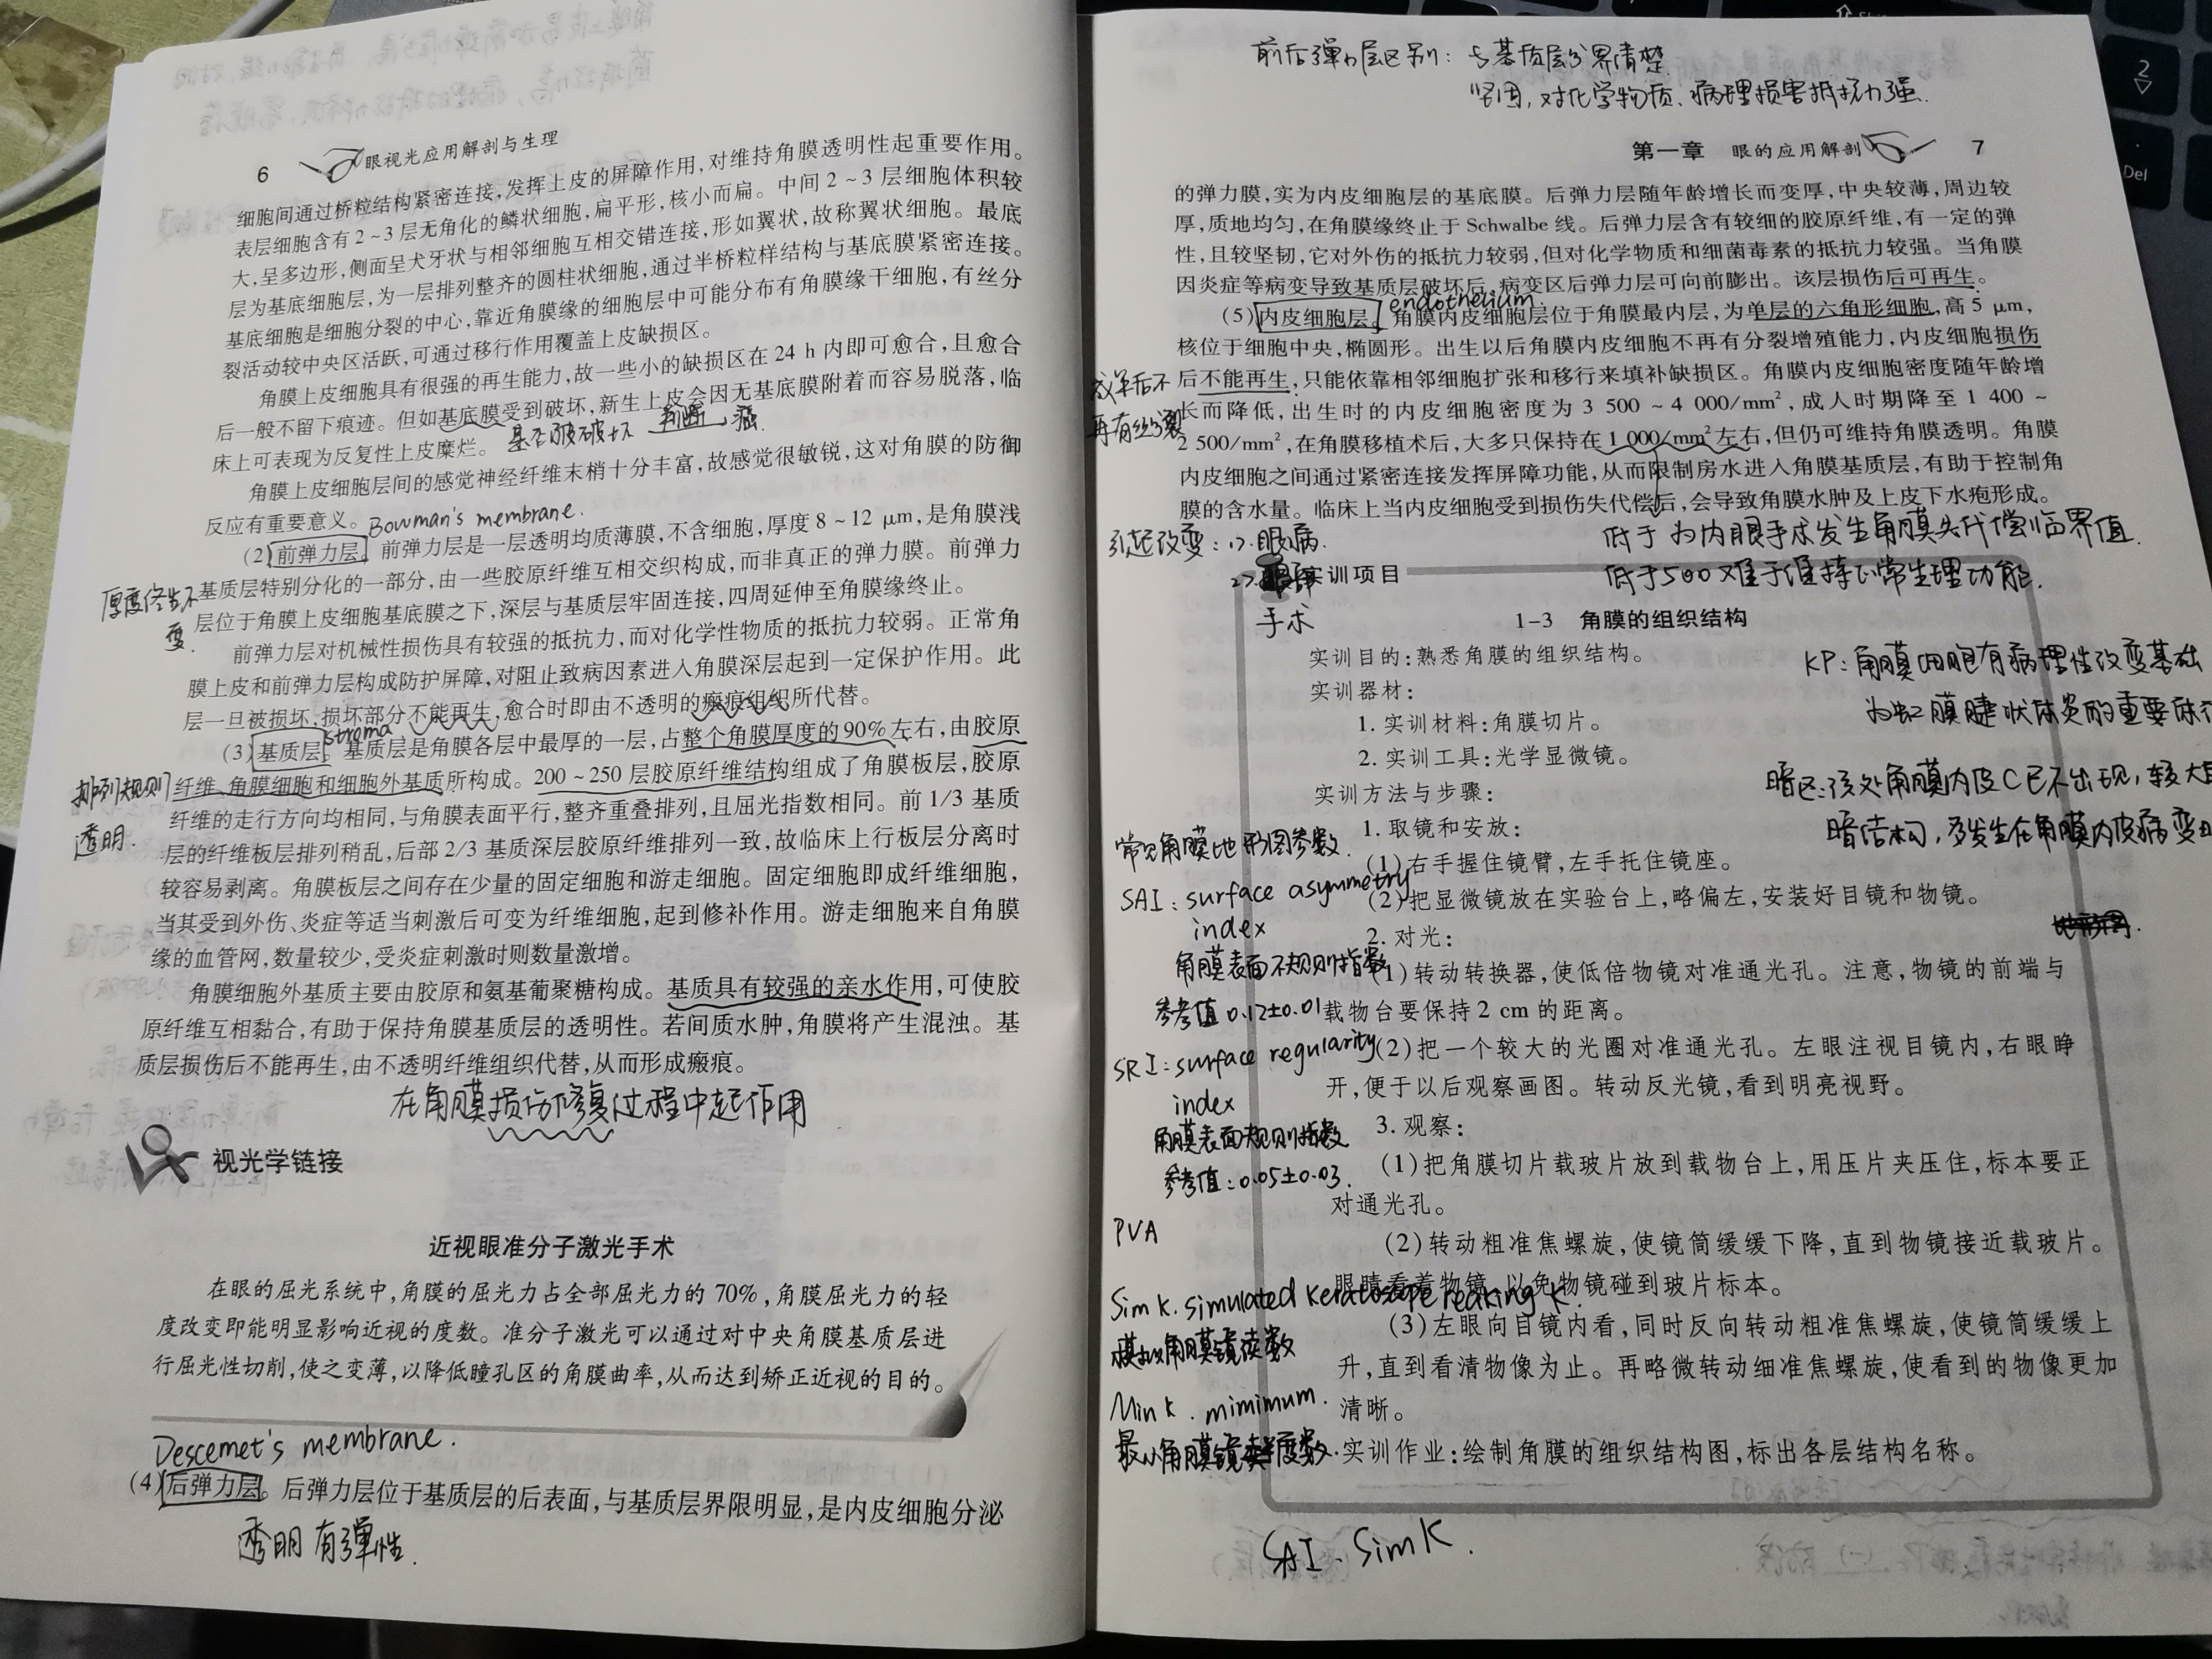 6 眼视光应用解剖与生理
细胞间通过桥粒结构紧密连接,发挥上皮的屏障作用,对维持角膜透明性起重要作用。
表层细胞含有2~3层无角化的鳞状细胞,扁平形,核小而扁。中间2~3层细胞体积较
大,呈多边形,侧面呈犬牙状与相邻细胞互相交错连接,形如翼状,故称翼状细胞。最底
层为基底细胞层,为一层排列整齐的圆柱状细胞,通过半桥粒样结构与基底膜紧密连接。
基底细胞是细胞分裂的中心,靠近角膜缘的细胞层中可能分布有角膜缘干细胞,有丝分
裂活动较中央区活跃,可通过移行作用覆盖上皮缺损区。
角膜上皮细胞具有很强的再生能力,故一些小的缺损区在24 h内即可愈合,且愈合
后一般不留下痕迹。但如基底膜受到破坏,新生上皮会因无基底膜附着而容易脱落,临
床上可表现为反复性上皮糜烂。
是否被破坏 判断 瘢.
角膜上皮细胞层间的感觉神经纤维末梢十分丰富,故感觉很敏锐,这对角膜的防御
反应有重要意义。
Bowman's membrane.
(2)前弹力层。前弹力层是一层透明均质薄膜,不含细胞,厚度8~12 μm,是角膜浅
基质层特别分化的一部分,由一些胶原纤维互相交织构成,而非真正的弹力膜。前弹力
层位于角膜上皮细胞基底膜之下,深层与基质层牢固连接,四周延伸至角膜缘终止。
厚度终生不
变.
前弹力层对机械性损伤具有较强的抵抗力,而对化学性物质的抵抗力较弱。正常角
膜上皮和前弹力层构成防护屏障,对阻止致病因素进入角膜深层起到一定保护作用。此
层一旦被损坏,损坏部分不能再生,愈合时即由不透明的瘢痕组织所代替。
stroma
(3)基质层。基质层是角膜各层中最厚的一层,占整个角膜厚度的90%左右,由胶原
纤维、角膜细胞和细胞外基质所构成。200~250层胶原纤维结构组成了角膜板层,胶原
纤维的走行方向均相同,与角膜表面平行,整齐重叠排列,且屈光指数相同。前1/3基质
层的纤维板层排列稍乱,后部2/3基质深层胶原纤维排列一致,故临床上行板层分离时
较容易剥离。角膜板层之间存在少量的固定细胞和游走细胞。固定细胞即成纤维细胞,
当其受到外伤、炎症等适当刺激后可变为纤维细胞,起到修补作用。游走细胞来自角膜
缘的血管网,数量较少,受炎症刺激时则数量激增。
排列规则
透明.
角膜细胞外基质主要由胶原和氨基葡聚糖构成。基质具有较强的亲水作用,可使胶
原纤维互相黏合,有助于保持角膜基质层的透明性。若间质水肿,角膜将产生混浊。基
质层损伤后不能再生,由不透明纤维组织代替,从而形成瘢痕。
在角膜损伤修复过程中起作用
视光学链接
近视眼准分子激光手术
在眼的屈光系统中,角膜的屈光力占全部屈光力的70%,角膜屈光力的轻
度改变即能明显影响近视的度数。准分子激光可以通过对中央角膜基质层进
行屈光性切削,使之变薄,以降低瞳孔区的角膜曲率,从而达到矫正近视的目的。
Descemet's membrane.
(4)后弹力层。后弹力层位于基质层的后表面,与基质层界限明显,是内皮细胞分泌
透明 有弹性.
前后弹力层区别:与基质层分界清楚.
坚固,对化学物质、病理损害抵抗力强.
第一章 眼的应用解剖 7
的弹力膜,实为内皮细胞层的基底膜。后弹力层随年龄增长而变厚,中央较薄,周边较
厚,质地均匀,在角膜缘终止于Schwalbe线。后弹力层含有较细的胶原纤维,有一定的弹
性,且较坚韧,它对外伤的抵抗力较弱,但对化学物质和细菌毒素的抵抗力较强。当角膜
因炎症等病变导致基质层破坏后,病变区后弹力层可向前膨出。该层损伤后可再生。
endothelium
(5)内皮细胞层。角膜内皮细胞层位于角膜最内层,为单层的六角形细胞,高5 μm,
核位于细胞中央,椭圆形。出生以后角膜内皮细胞不再有分裂增殖能力,内皮细胞损伤
后不能再生,只能依靠相邻细胞扩张和移行来填补缺损区。角膜内皮细胞密度随年龄增
长而降低,出生时的内皮细胞密度为3 500~4 000/mm²,成人时期降至1 400~
2 500/mm²,在角膜移植术后,大多只保持在1 000/mm²左右,但仍可维持角膜透明。角膜
内皮细胞之间通过紧密连接发挥屏障功能,从而限制房水进入角膜基质层,有助于控制角
膜的含水量。临床上当内皮细胞受到损伤失代偿后,会导致角膜水肿及上皮下水疱形成。
成年后不
再有丝分裂
低于 为内眼手术发生角膜失代偿临界值.
低于500难于维持正常生理功能.
引起改变:1>.眼病.
2>.
手术
实训项目
1-3 角膜的组织结构
实训目的:熟悉角膜的组织结构。
实训器材:
1. 实训材料:角膜切片。
2. 实训工具:光学显微镜。
实训方法与步骤:
1. 取镜和安放:
(1)右手握住镜臂,左手托住镜座。
(2)把显微镜放在实验台上,略偏左,安装好目镜和物镜。
2. 对光:
(1)转动转换器,使低倍物镜对准通光孔。注意,物镜的前端与
载物台要保持2 cm的距离。
(2)把一个较大的光圈对准通光孔。左眼注视目镜内,右眼睁
开,便于以后观察画图。转动反光镜,看到明亮视野。
3. 观察:
(1)把角膜切片载玻片放到载物台上,用压片夹压住,标本要正
对通光孔。
(2)转动粗准焦螺旋,使镜筒缓缓下降,直到物镜接近载玻片。
眼睛看着物镜,以免物镜碰到玻片标本。
(3)左眼向目镜内看,同时反向转动粗准焦螺旋,使镜筒缓缓上
升,直到看清物像为止。再略微转动细准焦螺旋,使看到的物像更加
清晰。
实训作业:绘制角膜的组织结构图,标出各层结构名称。
KP:角膜细胞有病理性改变基础
为虹膜睫状体炎的重要体
暗区:该处角膜内皮C已不出现,较大
暗结构,多发生在角膜内皮病变
常见角膜地形图参数.
SAI:surface asymmetry
index
角膜表面不规则指数
参考值0.12±0.01
SRI:surface regularity
index
角膜表面规则指数
参考值:0.05±0.03.
PVA
Sim K. simulated keratoscope reaking K.
模拟角膜镜读数
Min K. mimimum.
最小角膜镜读数.
SAI. Sim K.
2
Del